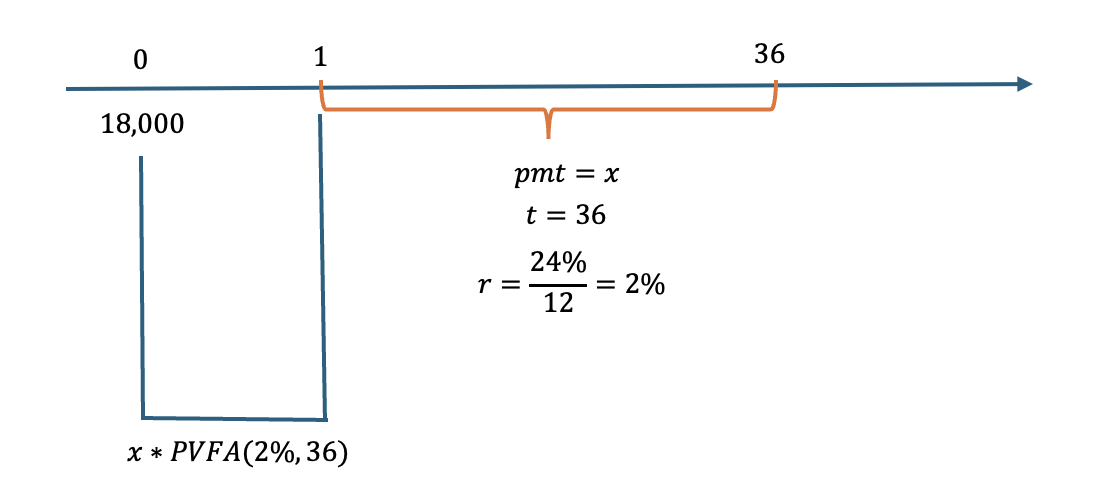 0 1 36
18,000
pmt = x
t = 36
r = 24%/12 = 2%
x * PVFA(2%, 36)